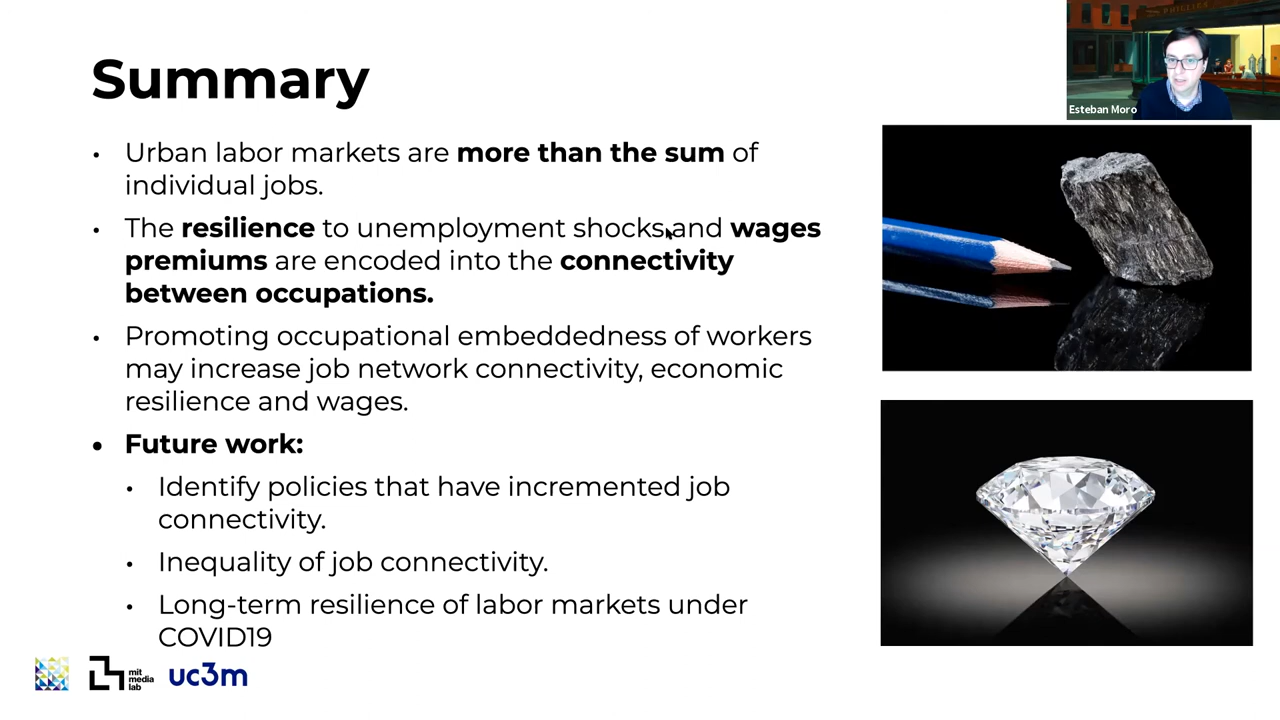 Summary
PHILLIES
Esteban Moro
• Urban labor markets are more than the sum of
individual jobs.
• The resilience to unemployment shocks and wages
premiums are encoded into the connectivity
between occupations.
• Promoting occupational embeddedness of workers
may increase job network connectivity, economic
resilience and wages.
• Future work:
• Identify policies that have incremented job
connectivity.
• Inequality of job connectivity.
• Long-term resilience of labor markets under
COVID19
mit
media
lab
uc3m